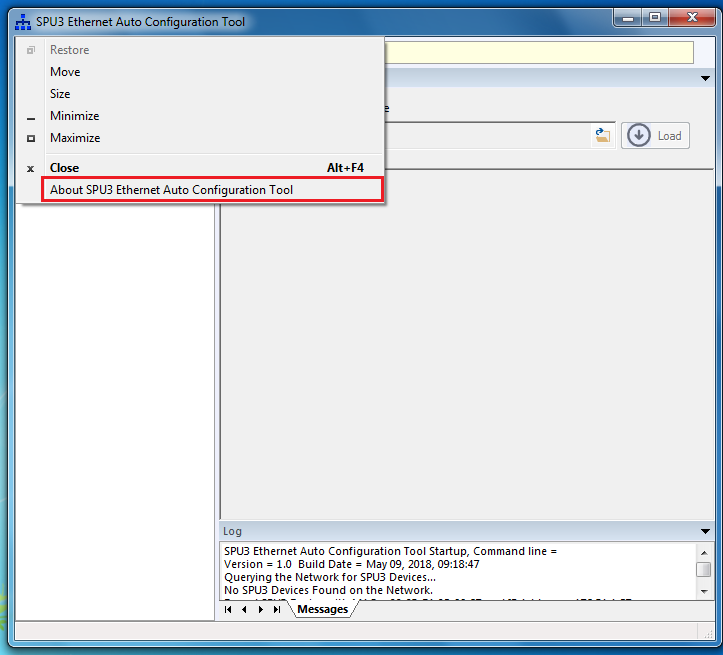 SPU3 Ethernet Auto Configuration Tool
Restore
Move
Size
Minimize
Maximize
Close Alt+F4
About SPU3 Ethernet Auto Configuration Tool
Load
Log
SPU3 Ethernet Auto Configuration Tool Startup, Command line =
Version = 1.0 Build Date = May 09, 2018, 09:18:47
Querying the Network for SPU3 Devices...
No SPU3 Devices Found on the Network.
Messages